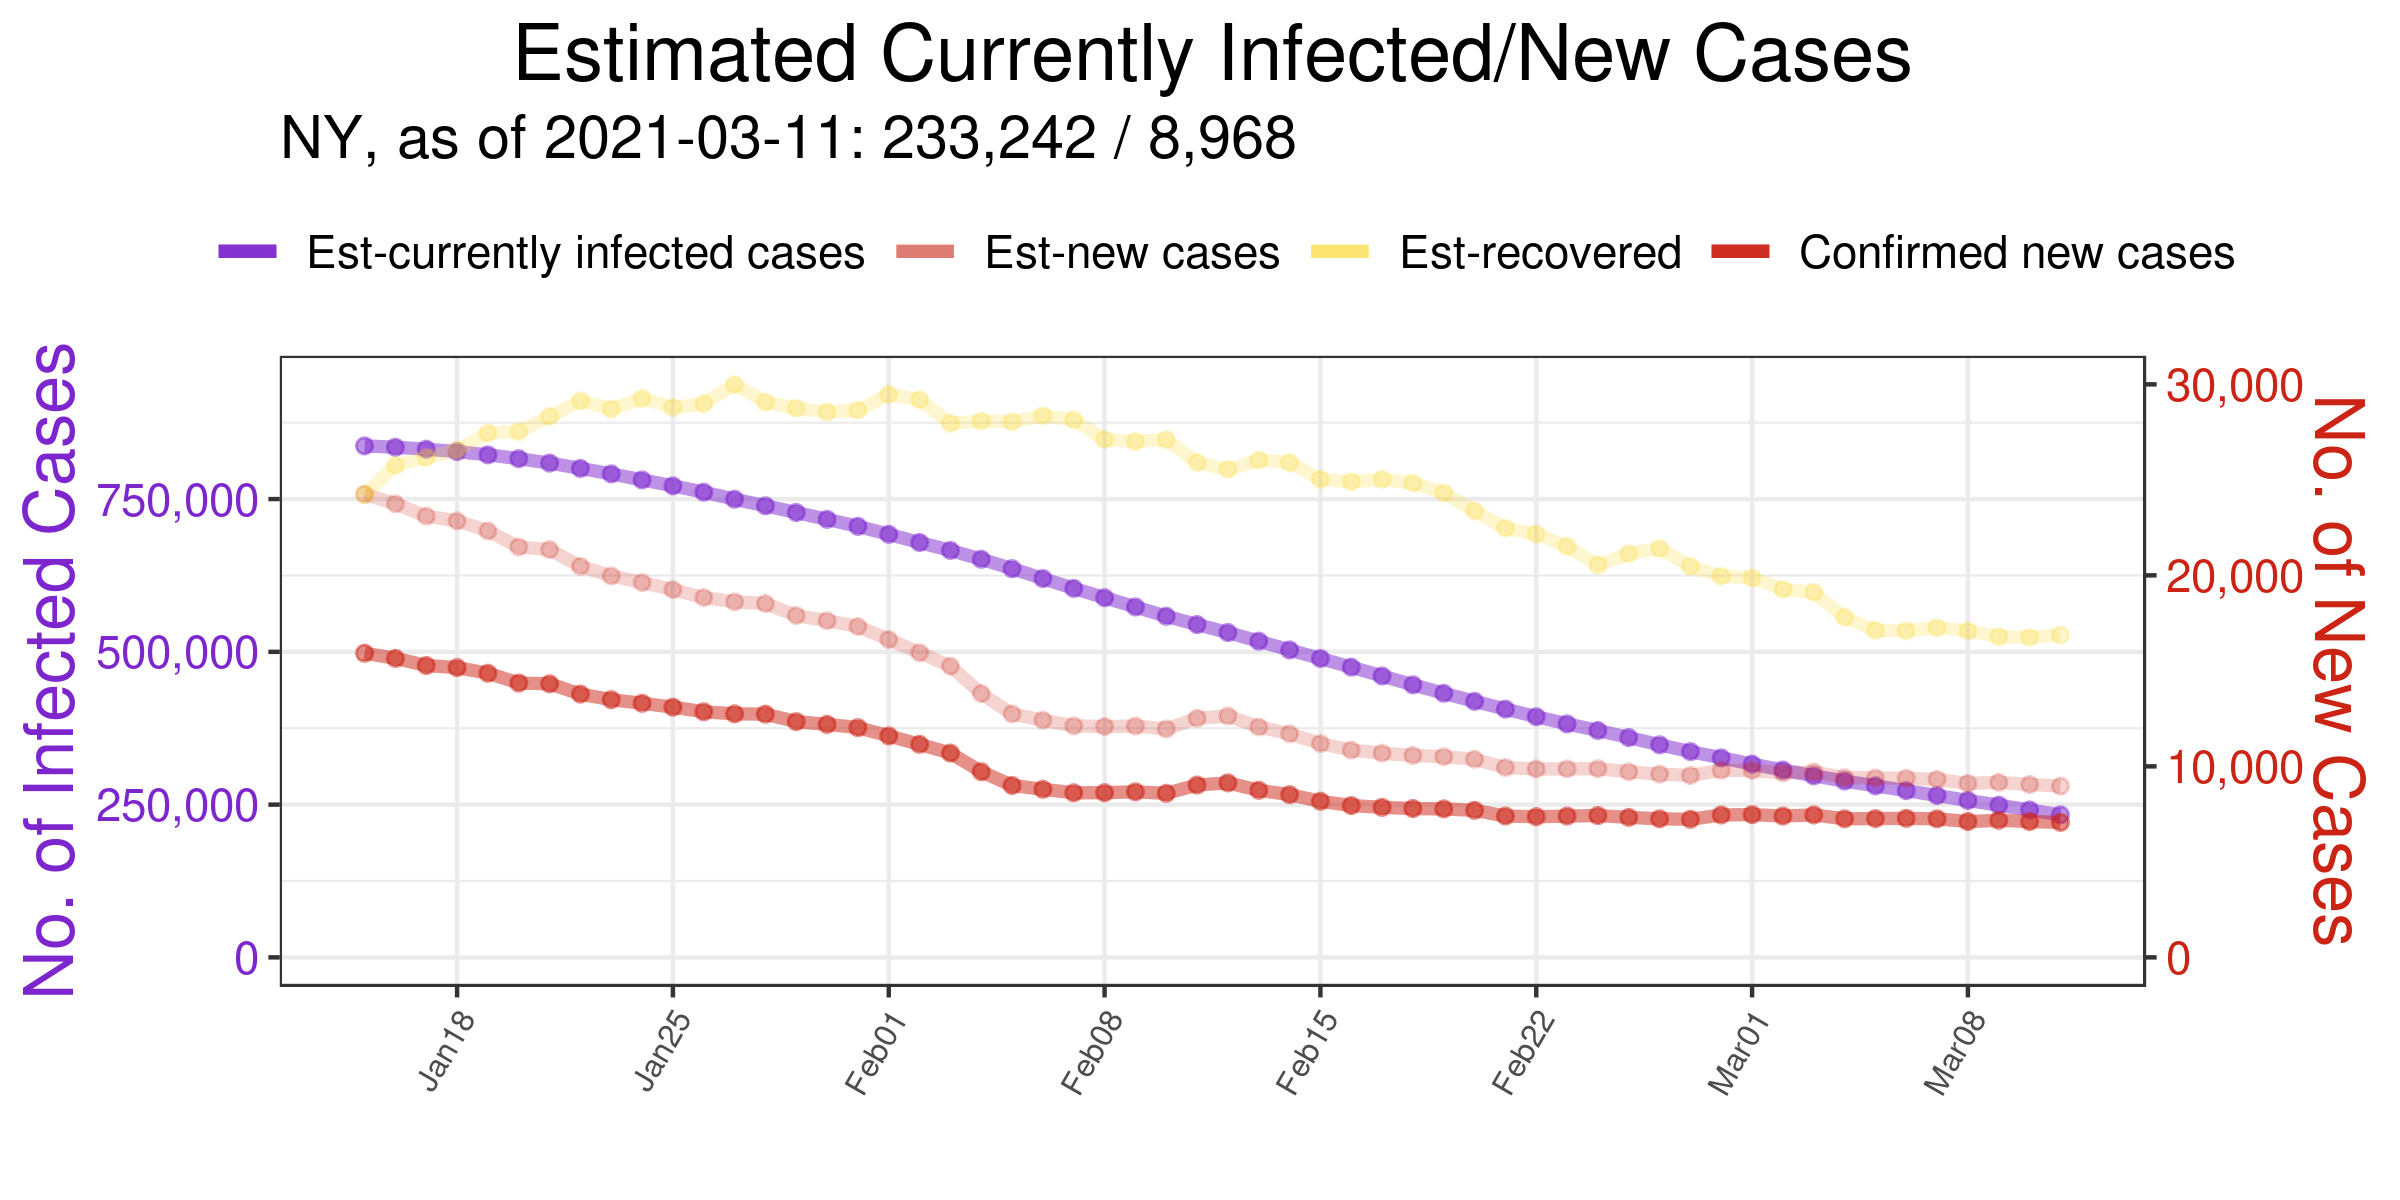 Estimated Currently Infected/New Cases
NY, as of 2021-03-11: 233,242 / 8,968
Est-currently infected cases
Est-new cases
Est-recovered
Confirmed new cases
No. of Infected Cases
750,000
500,000
250,000
0
30,000
20,000
10,000
0
No. of New Cases
Jan18
Jan25
Feb01
Feb08
Feb15
Feb22
Mar01
Mar08